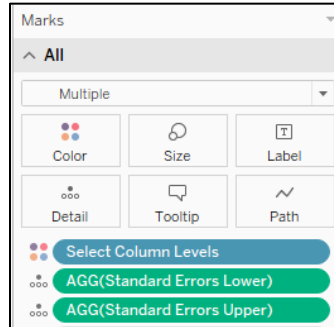 Marks
All
Multiple
Color Size Label
Detail Tooltip Path
Select Column Levels
AGG(Standard Errors Lower)
AGG(Standard Errors Upper)